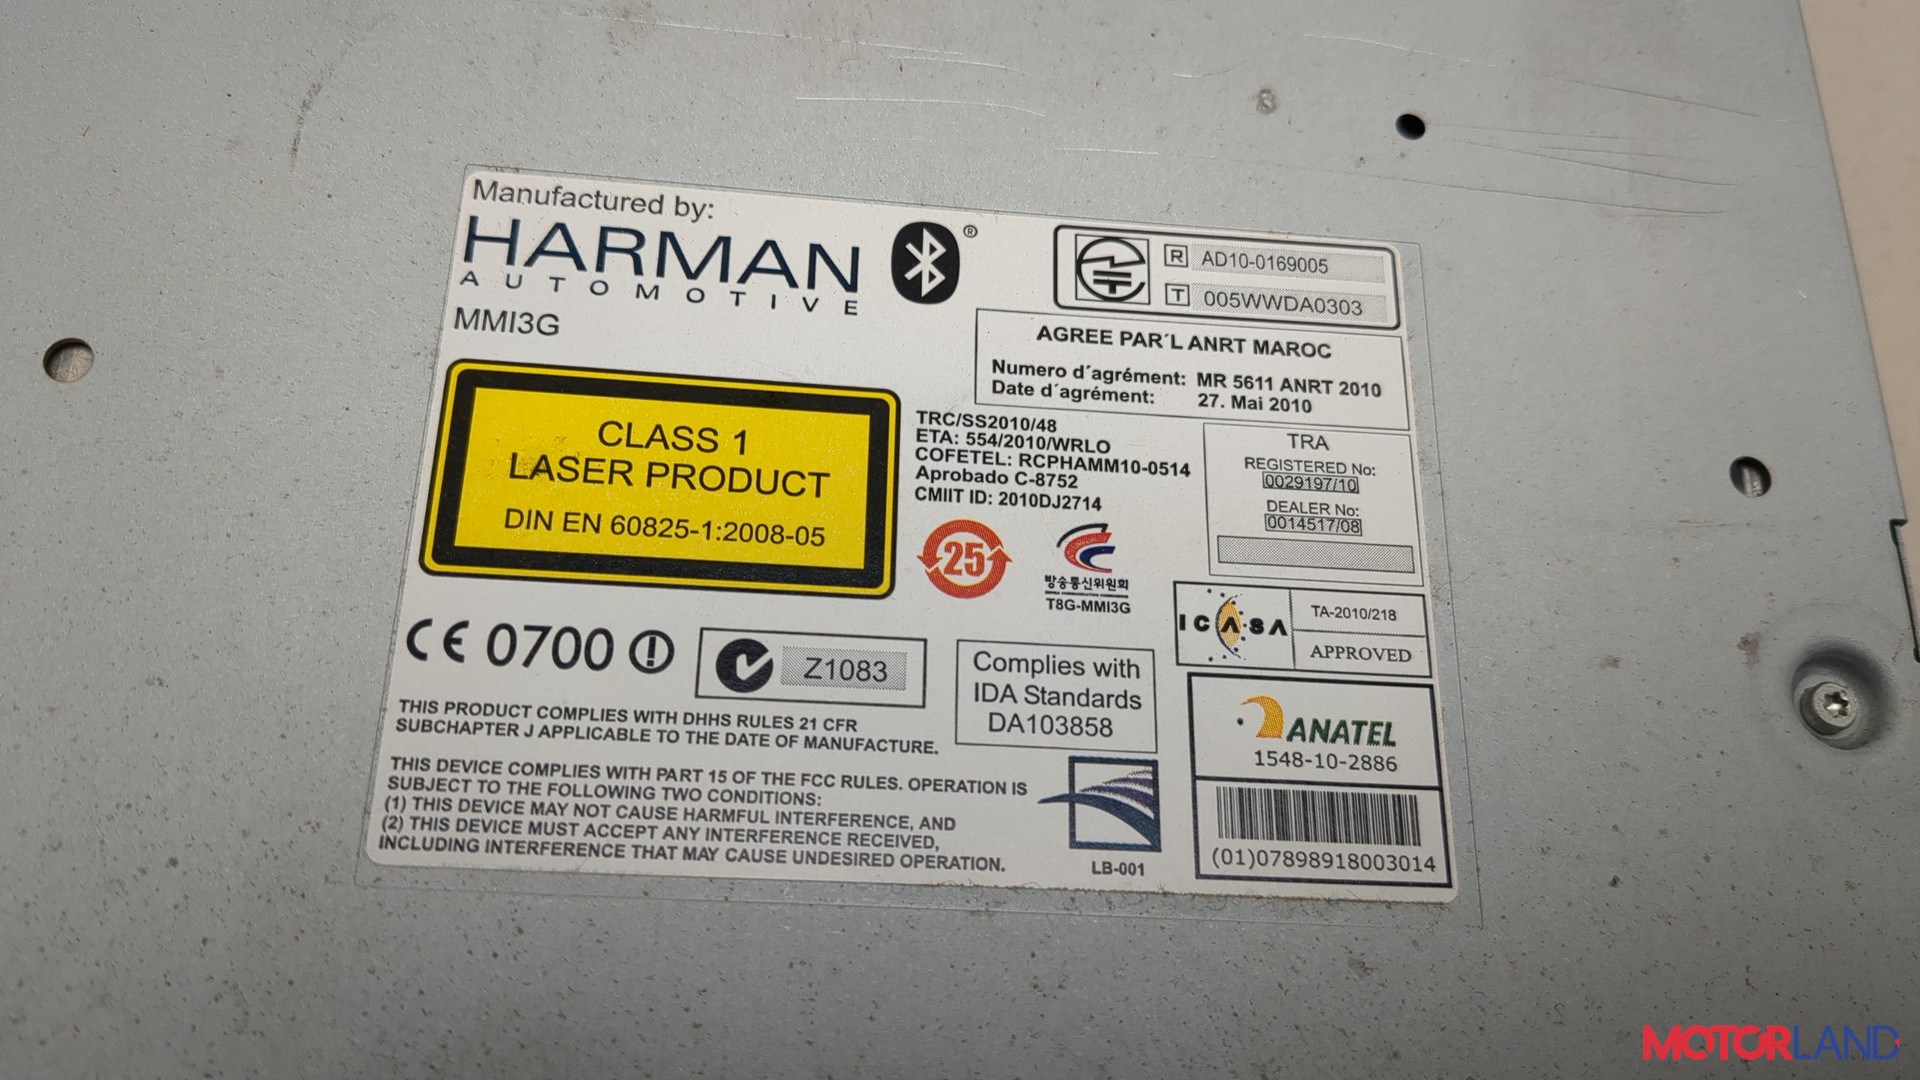 Manufactured by:
HARMAN
AUTOMOTIVE
MMI3G
®
R AD10-0169005
T 005WWDA0303
AGREE PAR´L ANRT MAROC
Numero d´agrément: MR 5611 ANRT 2010
Date d´agrément: 27. Mai 2010
CLASS 1
LASER PRODUCT
DIN EN 60825-1:2008-05
TRC/SS2010/48
ETA: 554/2010/WRLO
COFETEL: RCPHAMM10-0514
Aprobado C-8752
CMIIT ID: 2010DJ2714
TRA
REGISTERED No:
0029197/10
DEALER No:
0014517/08
25
방송통신위원회
T8G-MMI3G
ICASA
TA-2010/218
APPROVED
CE 0700
Z1083
Complies with
IDA Standards
DA103858
ANATEL
1548-10-2886
(01)07898918003014
THIS PRODUCT COMPLIES WITH DHHS RULES 21 CFR
SUBCHAPTER J APPLICABLE TO THE DATE OF MANUFACTURE.
THIS DEVICE COMPLIES WITH PART 15 OF THE FCC RULES. OPERATION IS
SUBJECT TO THE FOLLOWING TWO CONDITIONS:
(1) THIS DEVICE MAY NOT CAUSE HARMFUL INTERFERENCE, AND
(2) THIS DEVICE MUST ACCEPT ANY INTERFERENCE RECEIVED,
INCLUDING INTERFERENCE THAT MAY CAUSE UNDESIRED OPERATION.
LB-001
MOTORLAND